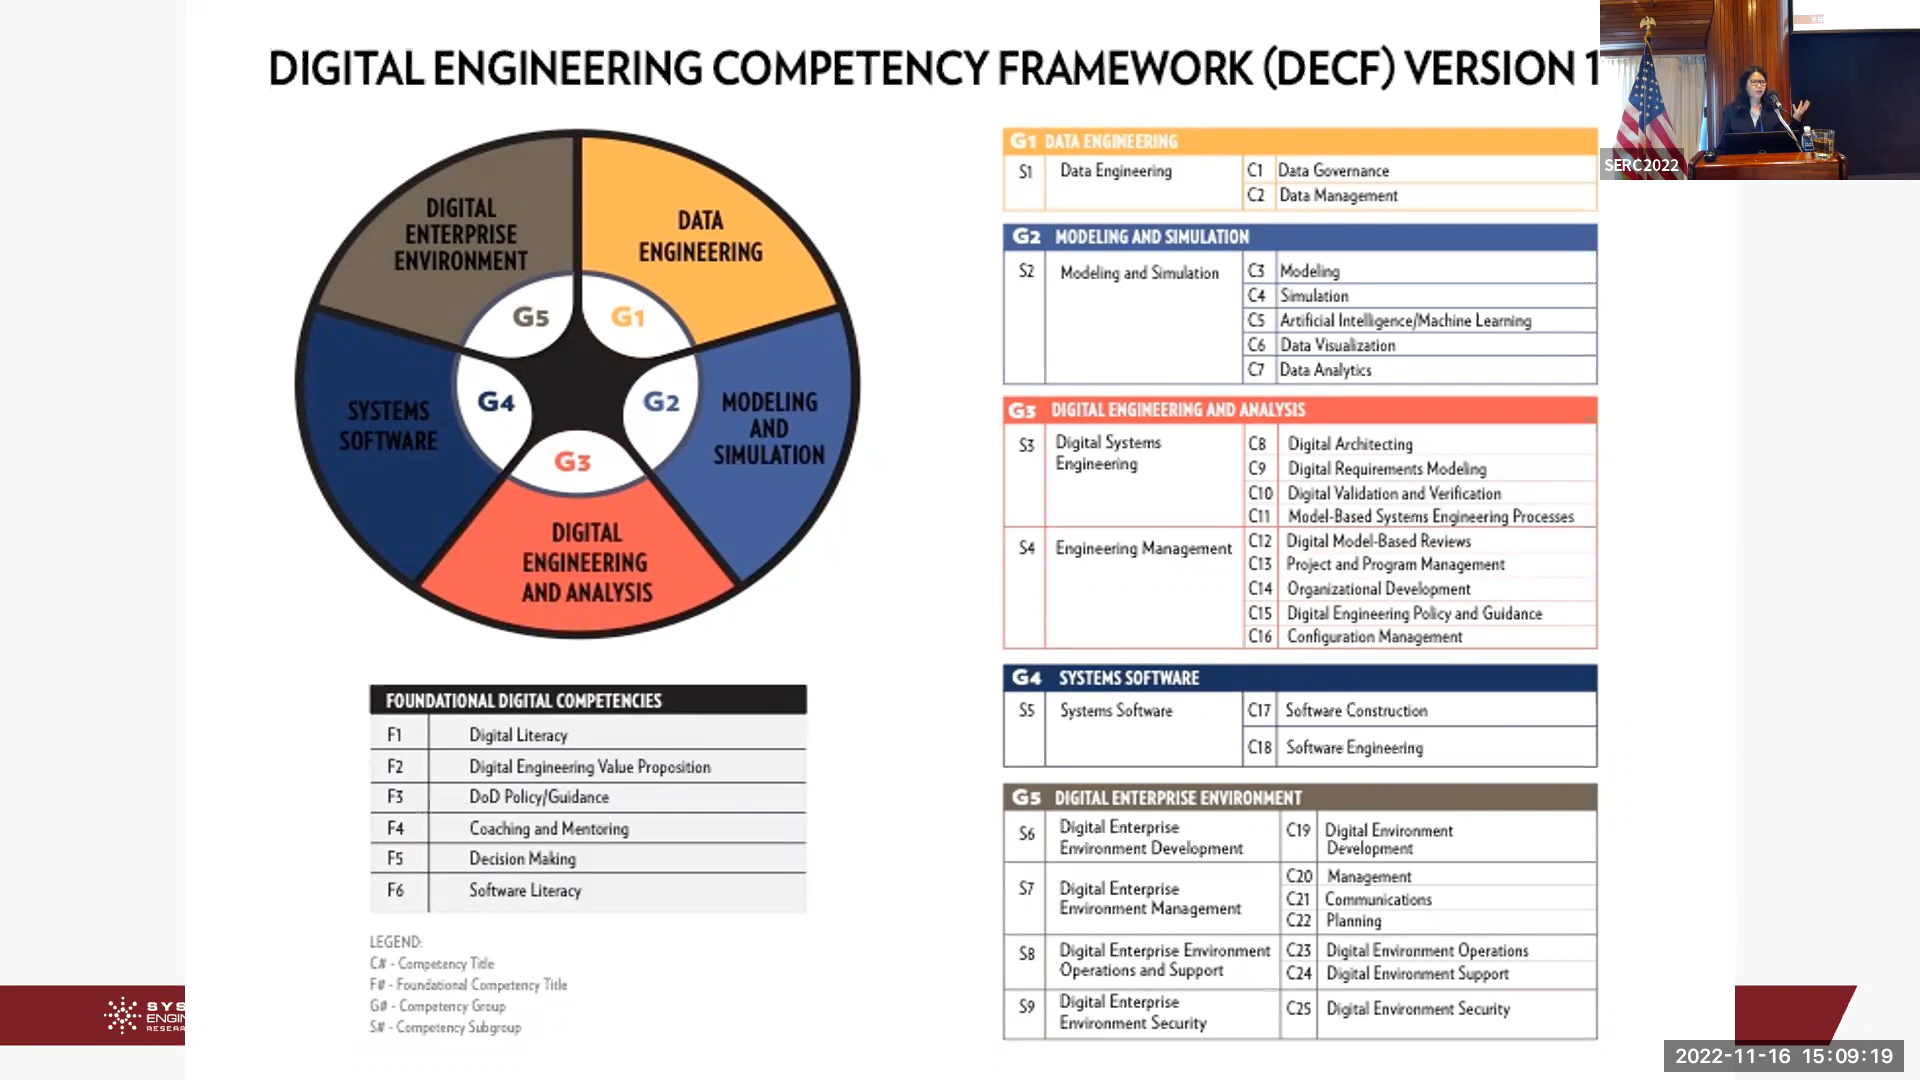 DIGITAL ENGINEERING COMPETENCY FRAMEWORK (DECF) VERSION 1
SERC2022
DIGITAL
ENTERPRISE
ENVIRONMENT
DATA
ENGINEERING
G5
G1
SYSTEMS
SOFTWARE
G4
G2
MODELING
AND
SIMULATION
G3
DIGITAL
ENGINEERING
AND ANALYSIS
FOUNDATIONAL DIGITAL COMPETENCIES
F1 Digital Literacy
F2 Digital Engineering Value Proposition
F3 DoD Policy/Guidance
F4 Coaching and Mentoring
F5 Decision Making
F6 Software Literacy
LEGEND:
C# - Competency Title
F# - Foundational Competency Title
G# - Competency Group
S# - Competency Subgroup
G1 DATA ENGINEERING
S1 Data Engineering C1 Data Governance
C2 Data Management
G2 MODELING AND SIMULATION
S2 Modeling and Simulation C3 Modeling
C4 Simulation
C5 Artificial Intelligence/Machine Learning
C6 Data Visualization
C7 Data Analytics
G3 DIGITAL ENGINEERING AND ANALYSIS
S3 Digital Systems
Engineering
C8 Digital Architecting
C9 Digital Requirements Modeling
C10 Digital Validation and Verification
C11 Model-Based Systems Engineering Processes
S4 Engineering Management C12 Digital Model-Based Reviews
C13 Project and Program Management
C14 Organizational Development
C15 Digital Engineering Policy and Guidance
C16 Configuration Management
G4 SYSTEMS SOFTWARE
S5 Systems Software C17 Software Construction
C18 Software Engineering
G5 DIGITAL ENTERPRISE ENVIRONMENT
S6 Digital Enterprise
Environment Development
C19 Digital Environment
Development
S7 Digital Enterprise
Environment Management
C20 Management
C21 Communications
C22 Planning
S8 Digital Enterprise Environment
Operations and Support
C23 Digital Environment Operations
C24 Digital Environment Support
S9 Digital Enterprise
Environment Security
C25 Digital Environment Security
SYS
ENGIN
RESEAR
2022-11-16 15:09:19